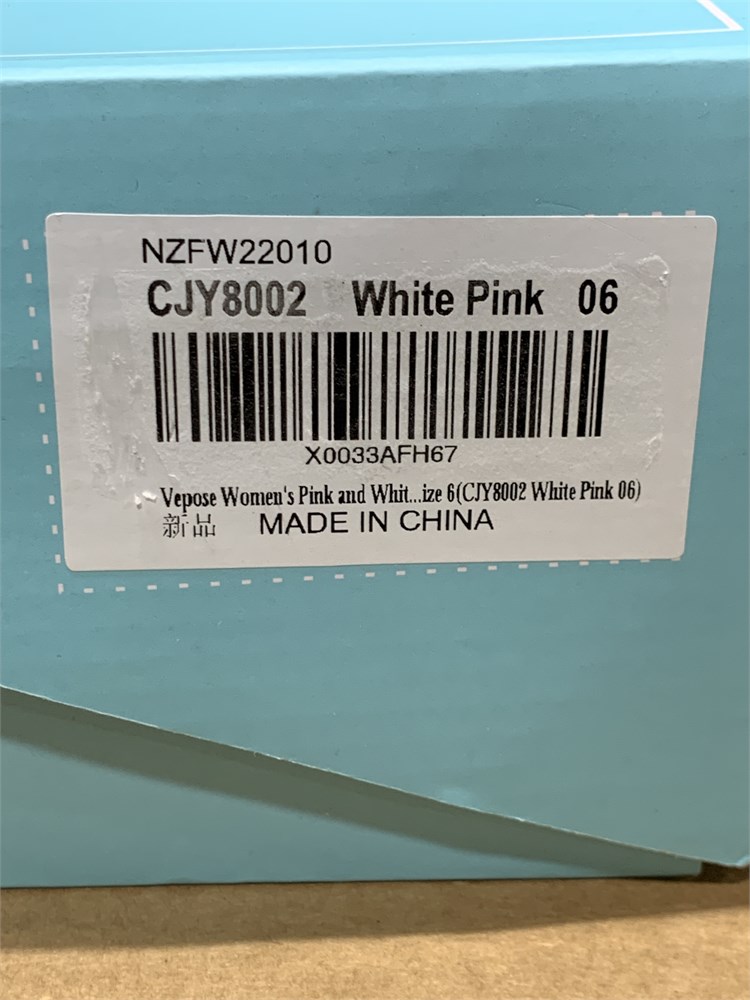 NZFW22010
CJY8002 White Pink 06
X0033AFH67
Vepose Women's Pink and Whit...ize 6(CJY8002 White Pink 06)
新品 MADE IN CHINA